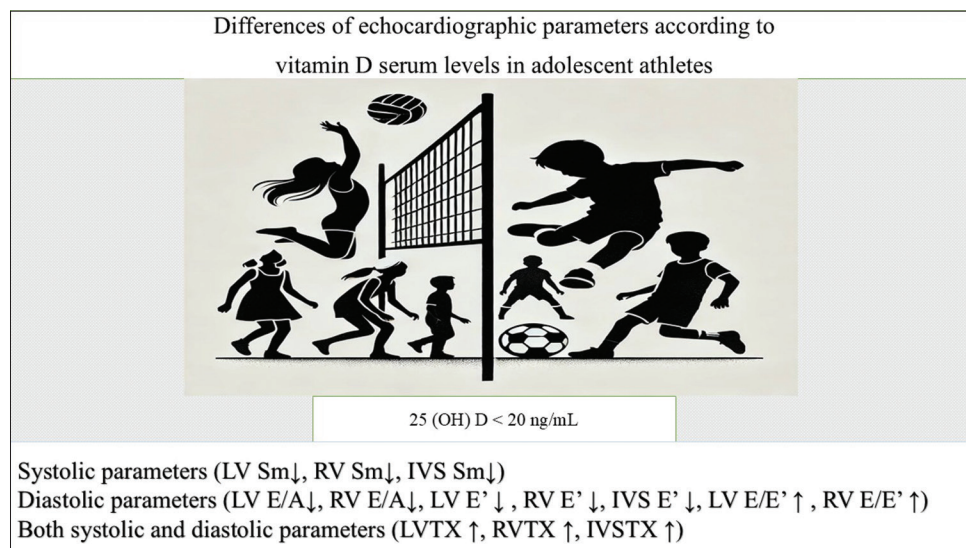 Differences of echocardiographic parameters according to
vitamin D serum levels in adolescent athletes
25 (OH) D < 20 ng/mL
Systolic parameters (LV Sm↓, RV Sm↓, IVS Sm↓)
Diastolic parameters (LV E/A↓, RV E/A↓, LV E’ ↓ , RV E’ ↓, IVS E’ ↓, LV E/E’ ↑ , RV E/E’ ↑)
Both systolic and diastolic parameters (LVTX ↑, RVTX ↑, IVSTX ↑)